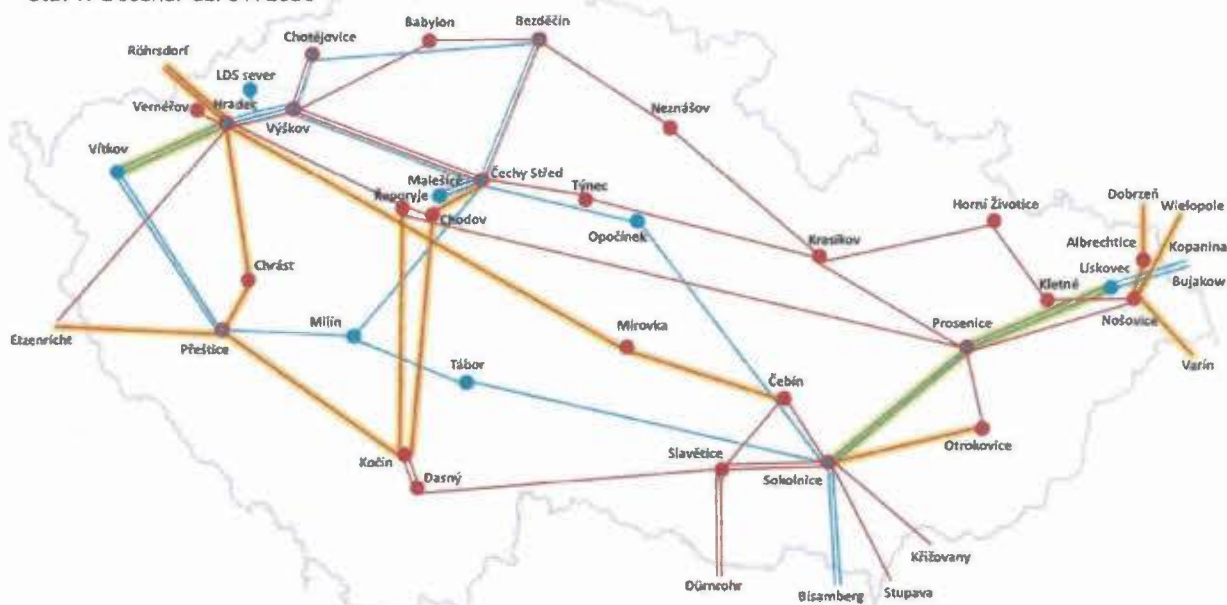 Babylon
Bezděčín
Chotějovice
Röhrsdorf
LDS sever
Vernéřov
Hradec
Výškov
Neznášov
Vítkov
Malešice
Čechy Střed
Řeporyje
Chodov
Týnec
Opočínek
Horní Životice
Dobrzeń
Wielopole
Albrechtice
Kopanina
Lískovec
Bujakow
Krasíkov
Kletné
Nošovice
Chrást
Etzenricht
Přeštice
Milín
Mírovka
Prosenice
Varín
Tábor
Čebín
Otrokovice
Kočín
Dasný
Slavětice
Sokolnice
Křižovany
Dürnrohr
Bisamberg
Stupava